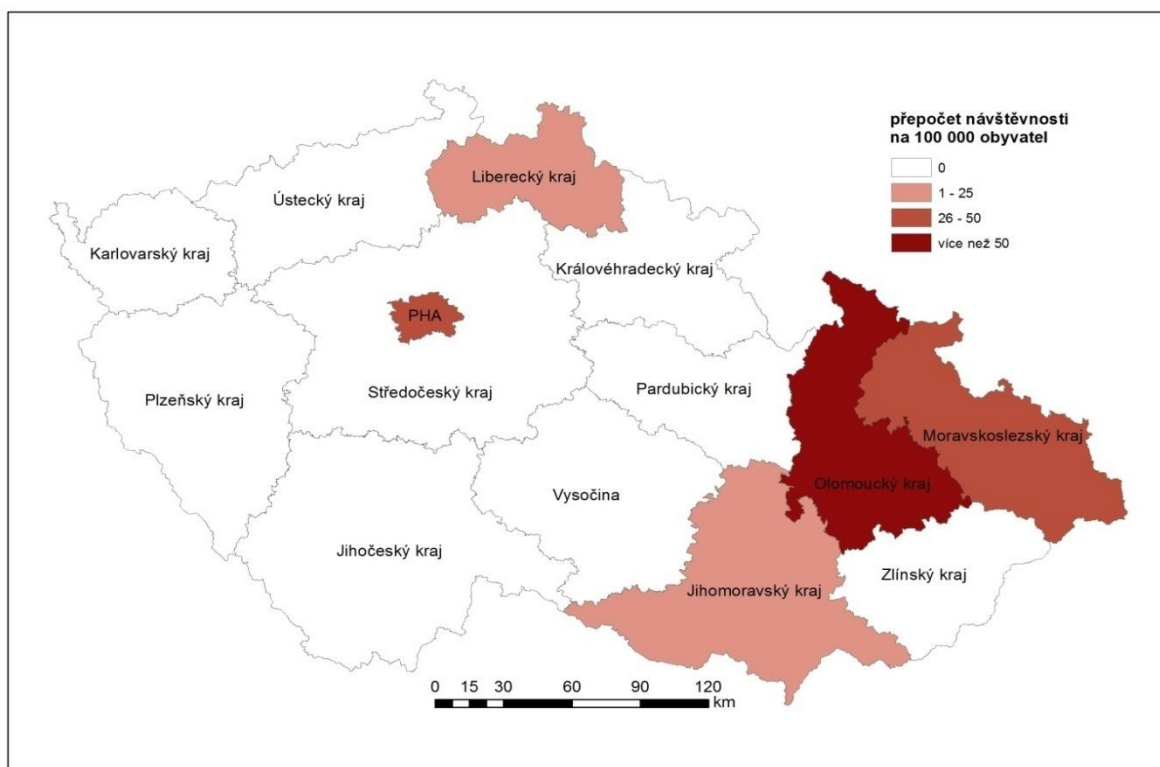 přepočet návštěvnosti
na 100 000 obyvatel
0
1 - 25
26 - 50
více než 50
Liberecký kraj
Ústecký kraj
Karlovarský kraj
Královéhradecký kraj
PHA
Středočeský kraj
Pardubický kraj
Plzeňský kraj
Moravskoslezský kraj
Olomoucký kraj
Vysočina
Jihočeský kraj
Zlínský kraj
Jihomoravský kraj
0 15 30 60 90 120
km